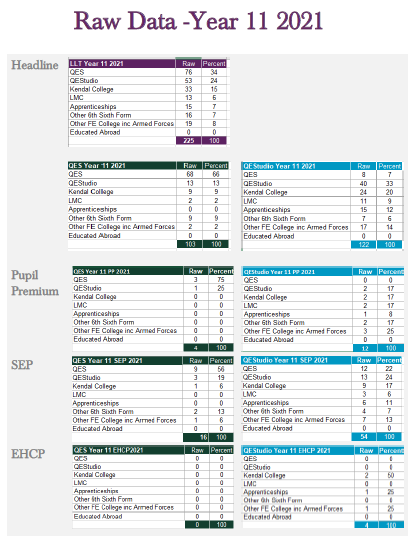 Raw Data -Year 11 2021
Headline
LLT Year 11 2021 Raw Percent
QES 76 34
QEStudio 53 24
Kendal College 33 15
LMC 13 6
Apprenticeships 15 7
Other 6th Sixth Form 16 7
Other FE College inc Armed Forces 19 8
Educated Abroad 0 0
225 100
QES Year 11 2021 Raw Percent
QES 68 66
QEStudio 13 13
Kendal College 9 9
LMC 2 2
Apprenticeships 0 0
Other 6th Sixth Form 9 9
Other FE College inc Armed Forces 2 2
Educated Abroad 0 0
103 100
QEStudio Year 11 2021 Raw Percent
QES 8 7
QEStudio 40 33
Kendal College 24 20
LMC 11 9
Apprenticeships 15 12
Other 6th Sixth Form 7 6
Other FE College inc Armed Forces 17 14
Educated Abroad 0 0
122 100
Pupil
Premium
QES Year 11 PP 2021 Raw Percent
QES 3 75
QEStudio 1 25
Kendal College 0 0
LMC 0 0
Apprenticeships 0 0
Other 6th Sixth Form 0 0
Other FE College inc Armed Forces 0 0
Educated Abroad 0 0
4 100
QEStudio Year 11 PP 2021 Raw Percent
QES 0 0
QEStudio 2 17
Kendal College 2 17
LMC 2 17
Apprenticeships 1 8
Other 6th Sixth Form 2 17
Other FE College inc Armed Forces 3 25
Educated Abroad 0 0
12 100
SEP
QES Year 11 SEP 2021 Raw Percent
QES 9 56
QEStudio 3 19
Kendal College 1 6
LMC 0 0
Apprenticeships 0 0
Other 6th Sixth Form 2 13
Other FE College inc Armed Forces 1 6
Educated Abroad 0 0
16 100
QEStudio Year 11 SEP 2021 Raw Percent
QES 12 22
QEStudio 13 24
Kendal College 9 17
LMC 3 6
Apprenticeships 6 11
Other 6th Sixth Form 4 7
Other FE College inc Armed Forces 7 13
Educated Abroad 0 0
54 100
EHCP
QES Year 11 EHCP2021 Raw Percent
QES 0 0
QEStudio 0 0
Kendal College 0 0
LMC 0 0
Apprenticeships 0 0
Other 6th Sixth Form 0 0
Other FE College inc Armed Forces 0 0
Educated Abroad 0 0
0 100
QEStudio Year 11 EHCP 2021 Raw Percent
QES 0 0
QEStudio 0 0
Kendal College 2 50
LMC 0 0
Apprenticeships 1 25
Other 6th Sixth Form 0 0
Other FE College inc Armed Forces 1 25
Educated Abroad 0 0
4 100